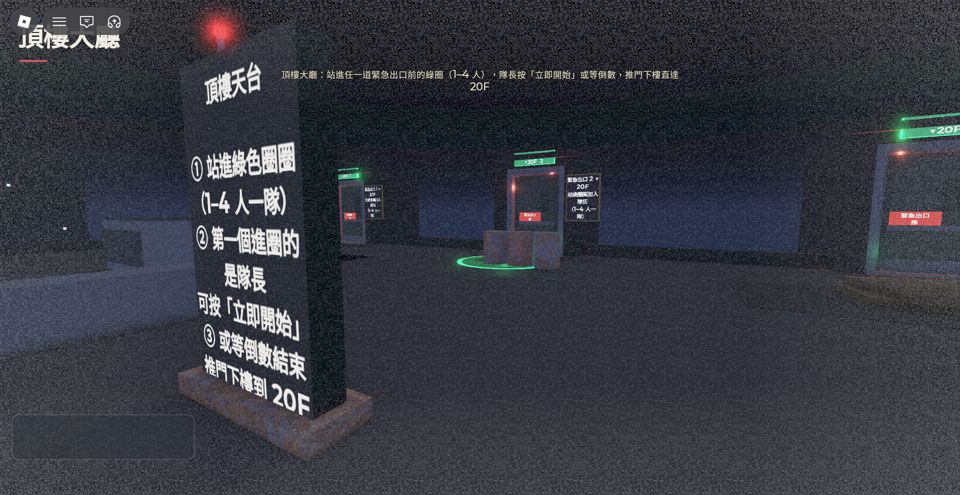 頂樓大廳
頂樓大廳：站進任一道緊急出口前的綠圈（1–4 人），隊長按「立即開始」或等倒數，推門下樓直達
20F
頂樓天台
① 站進綠色圈圈
（1–4 人一隊）
② 第一個進圈的
是隊長
可按「立即開始」
③ 或等倒數結束
推門下樓到 20F
20F 2
緊急出口 2 ▾
20F
站進圈圈加入
隊伍
（1–4 人一
隊）
▾20F
緊急出口
推